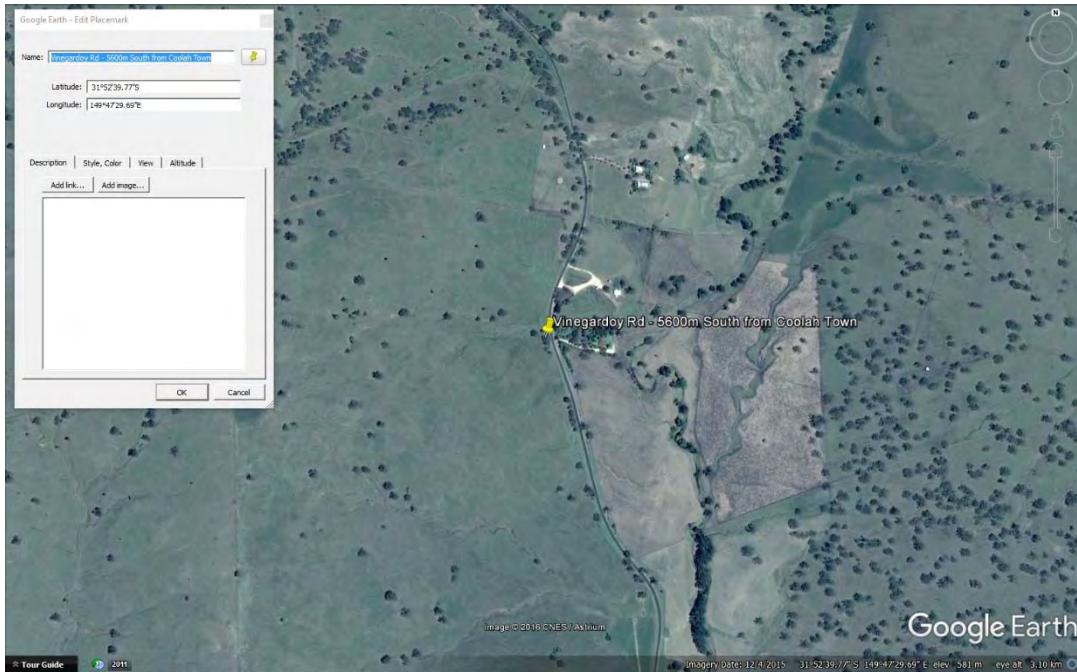 Google Earth - Edit Placemark
Name: Vinegardoy Rd - 5600m South from Coolah Town
Latitude: 31°52'39.77"S
Longitude: 149°47'29.69"E
Description Style, Color View Altitude
Add link... Add image...
OK Cancel
N
Vinegardoy Rd - 5600m South from Coolah Town
Image © 2016 CNES / Astrium
Google Earth
Tour Guide 2011
Imagery Date: 12/4/2015 31°52'39.77" S 149°47'29.69" E elev 581 m eye alt 3.10 km